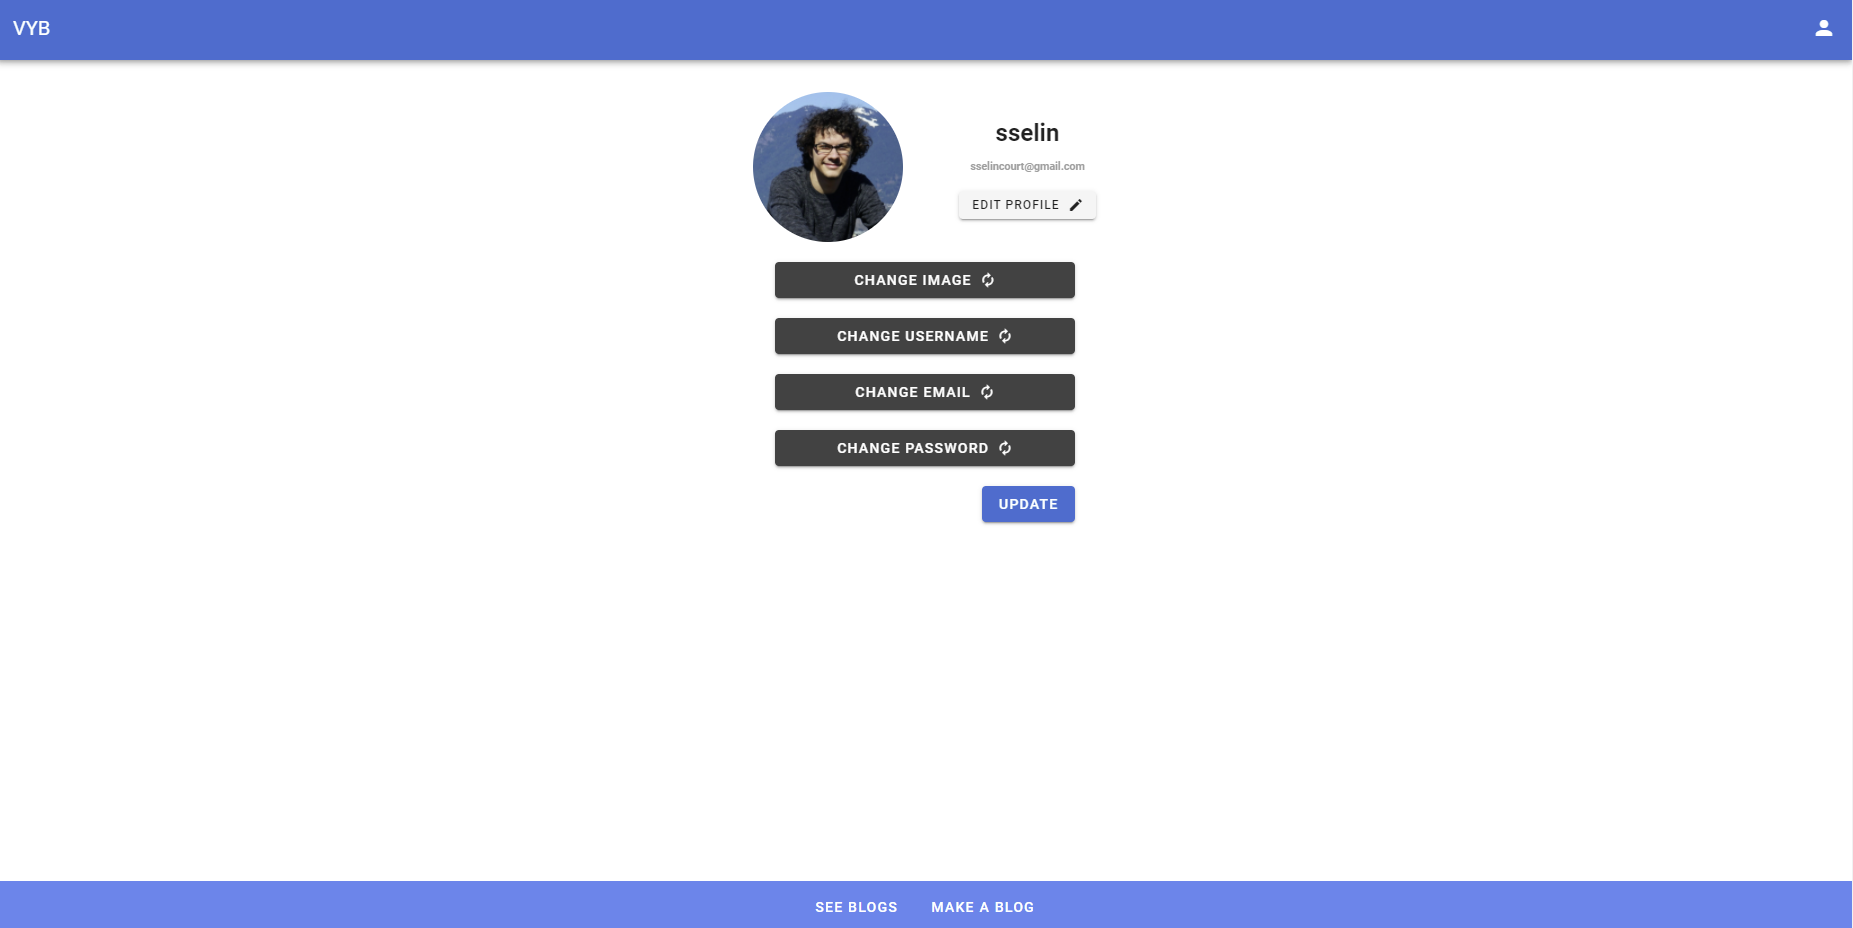 VYB
sselin
sselincourt@gmail.com
EDIT PROFILE
CHANGE IMAGE
CHANGE USERNAME
CHANGE EMAIL
CHANGE PASSWORD
UPDATE
SEE BLOGS MAKE A BLOG